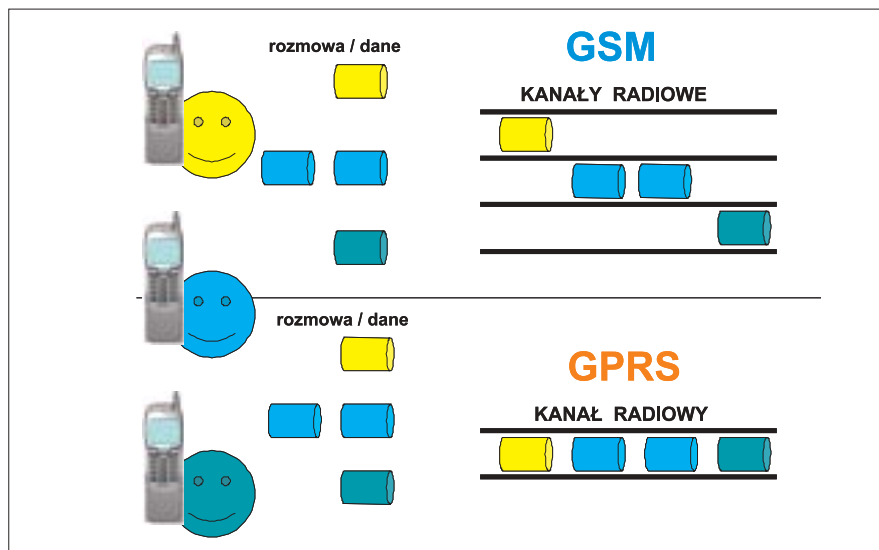 rozmowa / dane
GSM
KANAŁY RADIOWE
rozmowa / dane
GPRS
KANAŁ RADIOWY